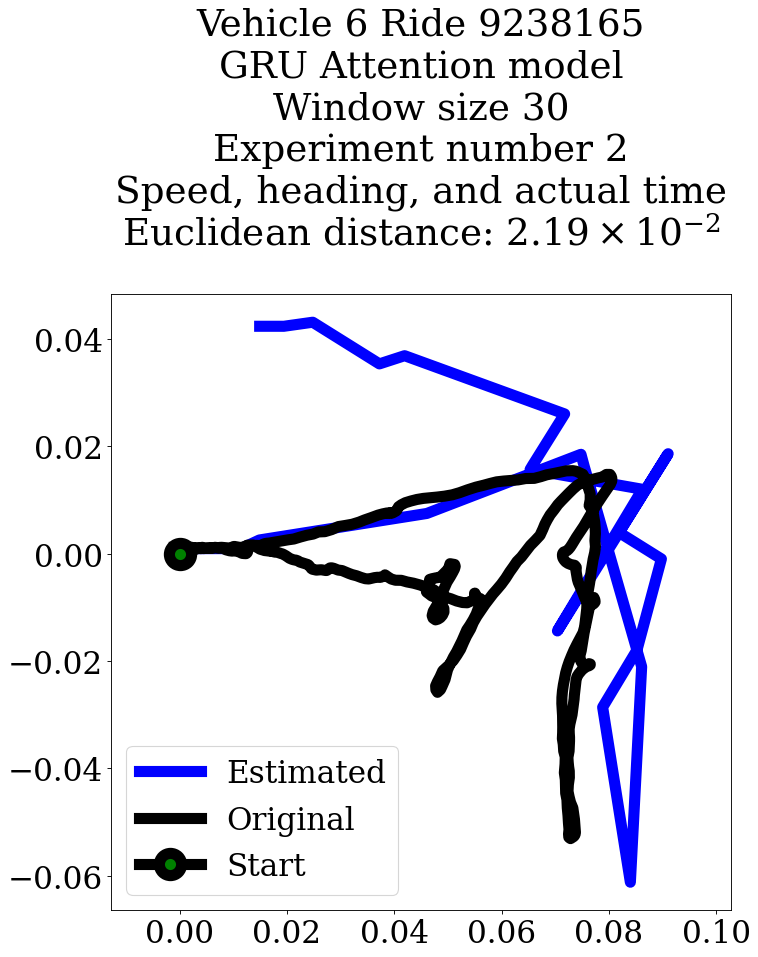 Vehicle 6 Ride 9238165
GRU Attention model
Window size 30
Experiment number 2
Speed, heading, and actual time
Euclidean distance: 2.19 × 10⁻²
0.04
0.02
0.00
−0.02
−0.04
−0.06
Estimated
Original
Start
0.00 0.02 0.04 0.06 0.08 0.10